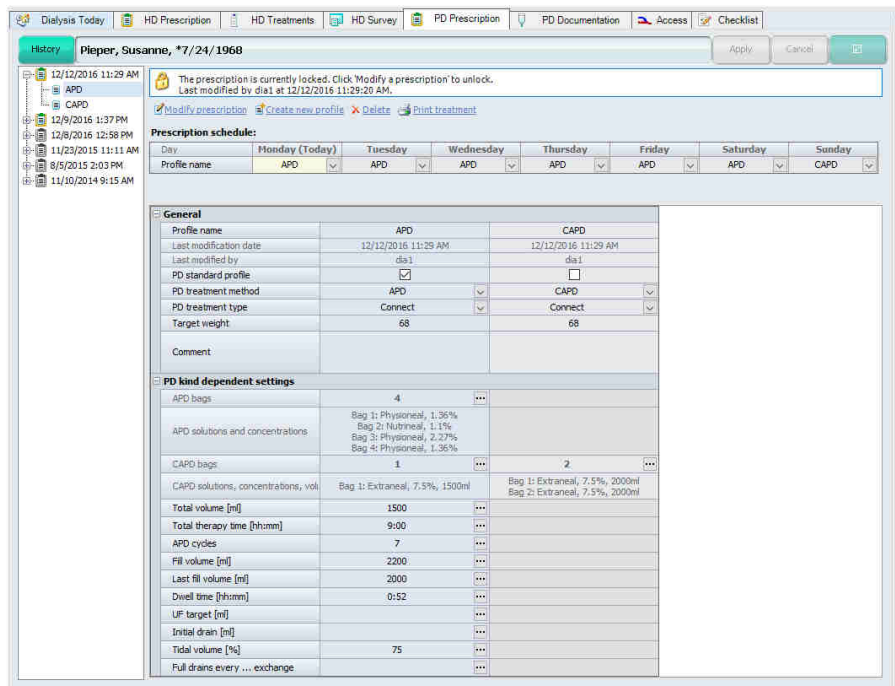 Dialysis Today HD Prescription HD Treatments HD Survey PD Prescription PD Documentation Access Checklist
History Pieper, Susanne, *7/24/1968 Apply Cancel
12/12/2016 11:29 AM
APD
CAPD
12/9/2016 1:37 PM
12/8/2016 12:58 PM
11/23/2015 11:11 AM
8/5/2015 2:03 PM
11/10/2014 9:15 AM
The prescription is currently locked. Click 'Modify a prescription' to unlock.
Last modified by dia1 at 12/12/2016 11:29:20 AM.
Modify prescription Create new profile Delete Print treatment
Prescription schedule:
Day Monday (Today) Tuesday Wednesday Thursday Friday Saturday Sunday
Profile name APD APD APD APD APD APD CAPD
General
Profile name APD CAPD
Last modification date 12/12/2016 11:29 AM 12/12/2016 11:29 AM
Last modified by dia1 dia1
PD standard profile
PD treatment method APD CAPD
PD treatment type Connect Connect
Target weight 68 68
Comment
PD kind dependent settings
APD bags 4 ...
APD solutions and concentrations
Bag 1: Physioneal, 1.36%
Bag 2: Nutrineal, 1.1%
Bag 3: Physioneal, 2.27%
Bag 4: Physioneal, 1.36%
CAPD bags 1 ... 2 ...
CAPD solutions, concentrations, volu Bag 1: Extraneal, 7.5%, 1500ml
Bag 1: Extraneal, 7.5%, 2000ml
Bag 2: Extraneal, 7.5%, 2000ml
Total volume [ml] 1500 ...
Total therapy time [hh:mm] 9:00 ...
APD cycles 7 ...
Fill volume [ml] 2200 ...
Last fill volume [ml] 2000 ...
Dwell time [hh:mm] 0:52 ...
UF target [ml] ...
Initial drain [ml] ...
Tidal volume [%] 75 ...
Full drains every ... exchange ...